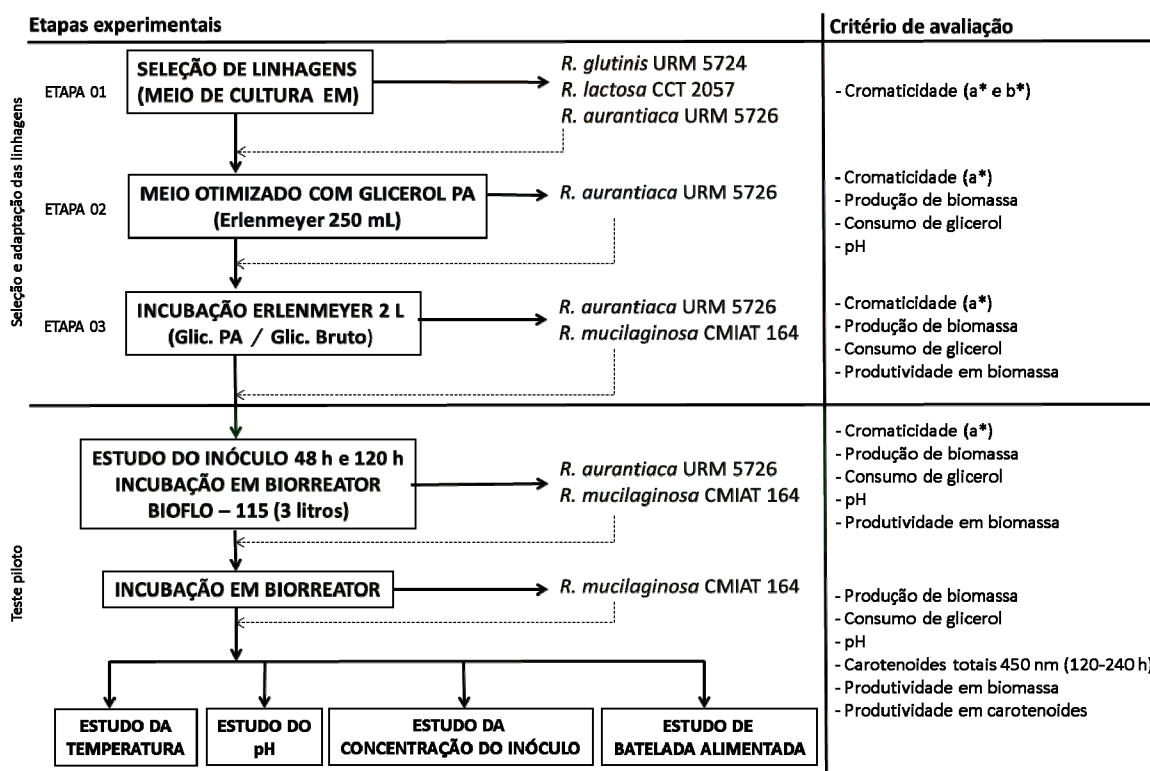 Etapas experimentais
Critério de avaliação
Seleção e adaptação das linhagens
ETAPA 01
SELEÇÃO DE LINHAGENS
(MEIO DE CULTURA EM)
R. glutinis URM 5724
R. lactosa CCT 2057
R. aurantiaca URM 5726
- Cromaticidade (a* e b*)
ETAPA 02
MEIO OTIMIZADO COM GLICEROL PA
(Erlenmeyer 250 mL)
R. aurantiaca URM 5726
- Cromaticidade (a*)
- Produção de biomassa
- Consumo de glicerol
- pH
ETAPA 03
INCUBAÇÃO ERLENMEYER 2 L
(Glic. PA / Glic. Bruto)
R. aurantiaca URM 5726
R. mucilaginosa CMIAT 164
- Cromaticidade (a*)
- Produção de biomassa
- Consumo de glicerol
- Produtividade em biomassa
Teste piloto
ESTUDO DO INÓCULO 48 h e 120 h
INCUBAÇÃO EM BIORREATOR
BIOFLO – 115 (3 litros)
R. aurantiaca URM 5726
R. mucilaginosa CMIAT 164
- Cromaticidade (a*)
- Produção de biomassa
- Consumo de glicerol
- pH
- Produtividade em biomassa
INCUBAÇÃO EM BIORREATOR
R. mucilaginosa CMIAT 164
- Produção de biomassa
- Consumo de glicerol
- pH
- Carotenoides totais 450 nm (120-240 h)
- Produtividade em biomassa
- Produtividade em carotenoides
ESTUDO DA
TEMPERATURA
ESTUDO DO
pH
ESTUDO DA
CONCENTRAÇÃO DO INÓCULO
ESTUDO DE
BATELADA ALIMENTADA